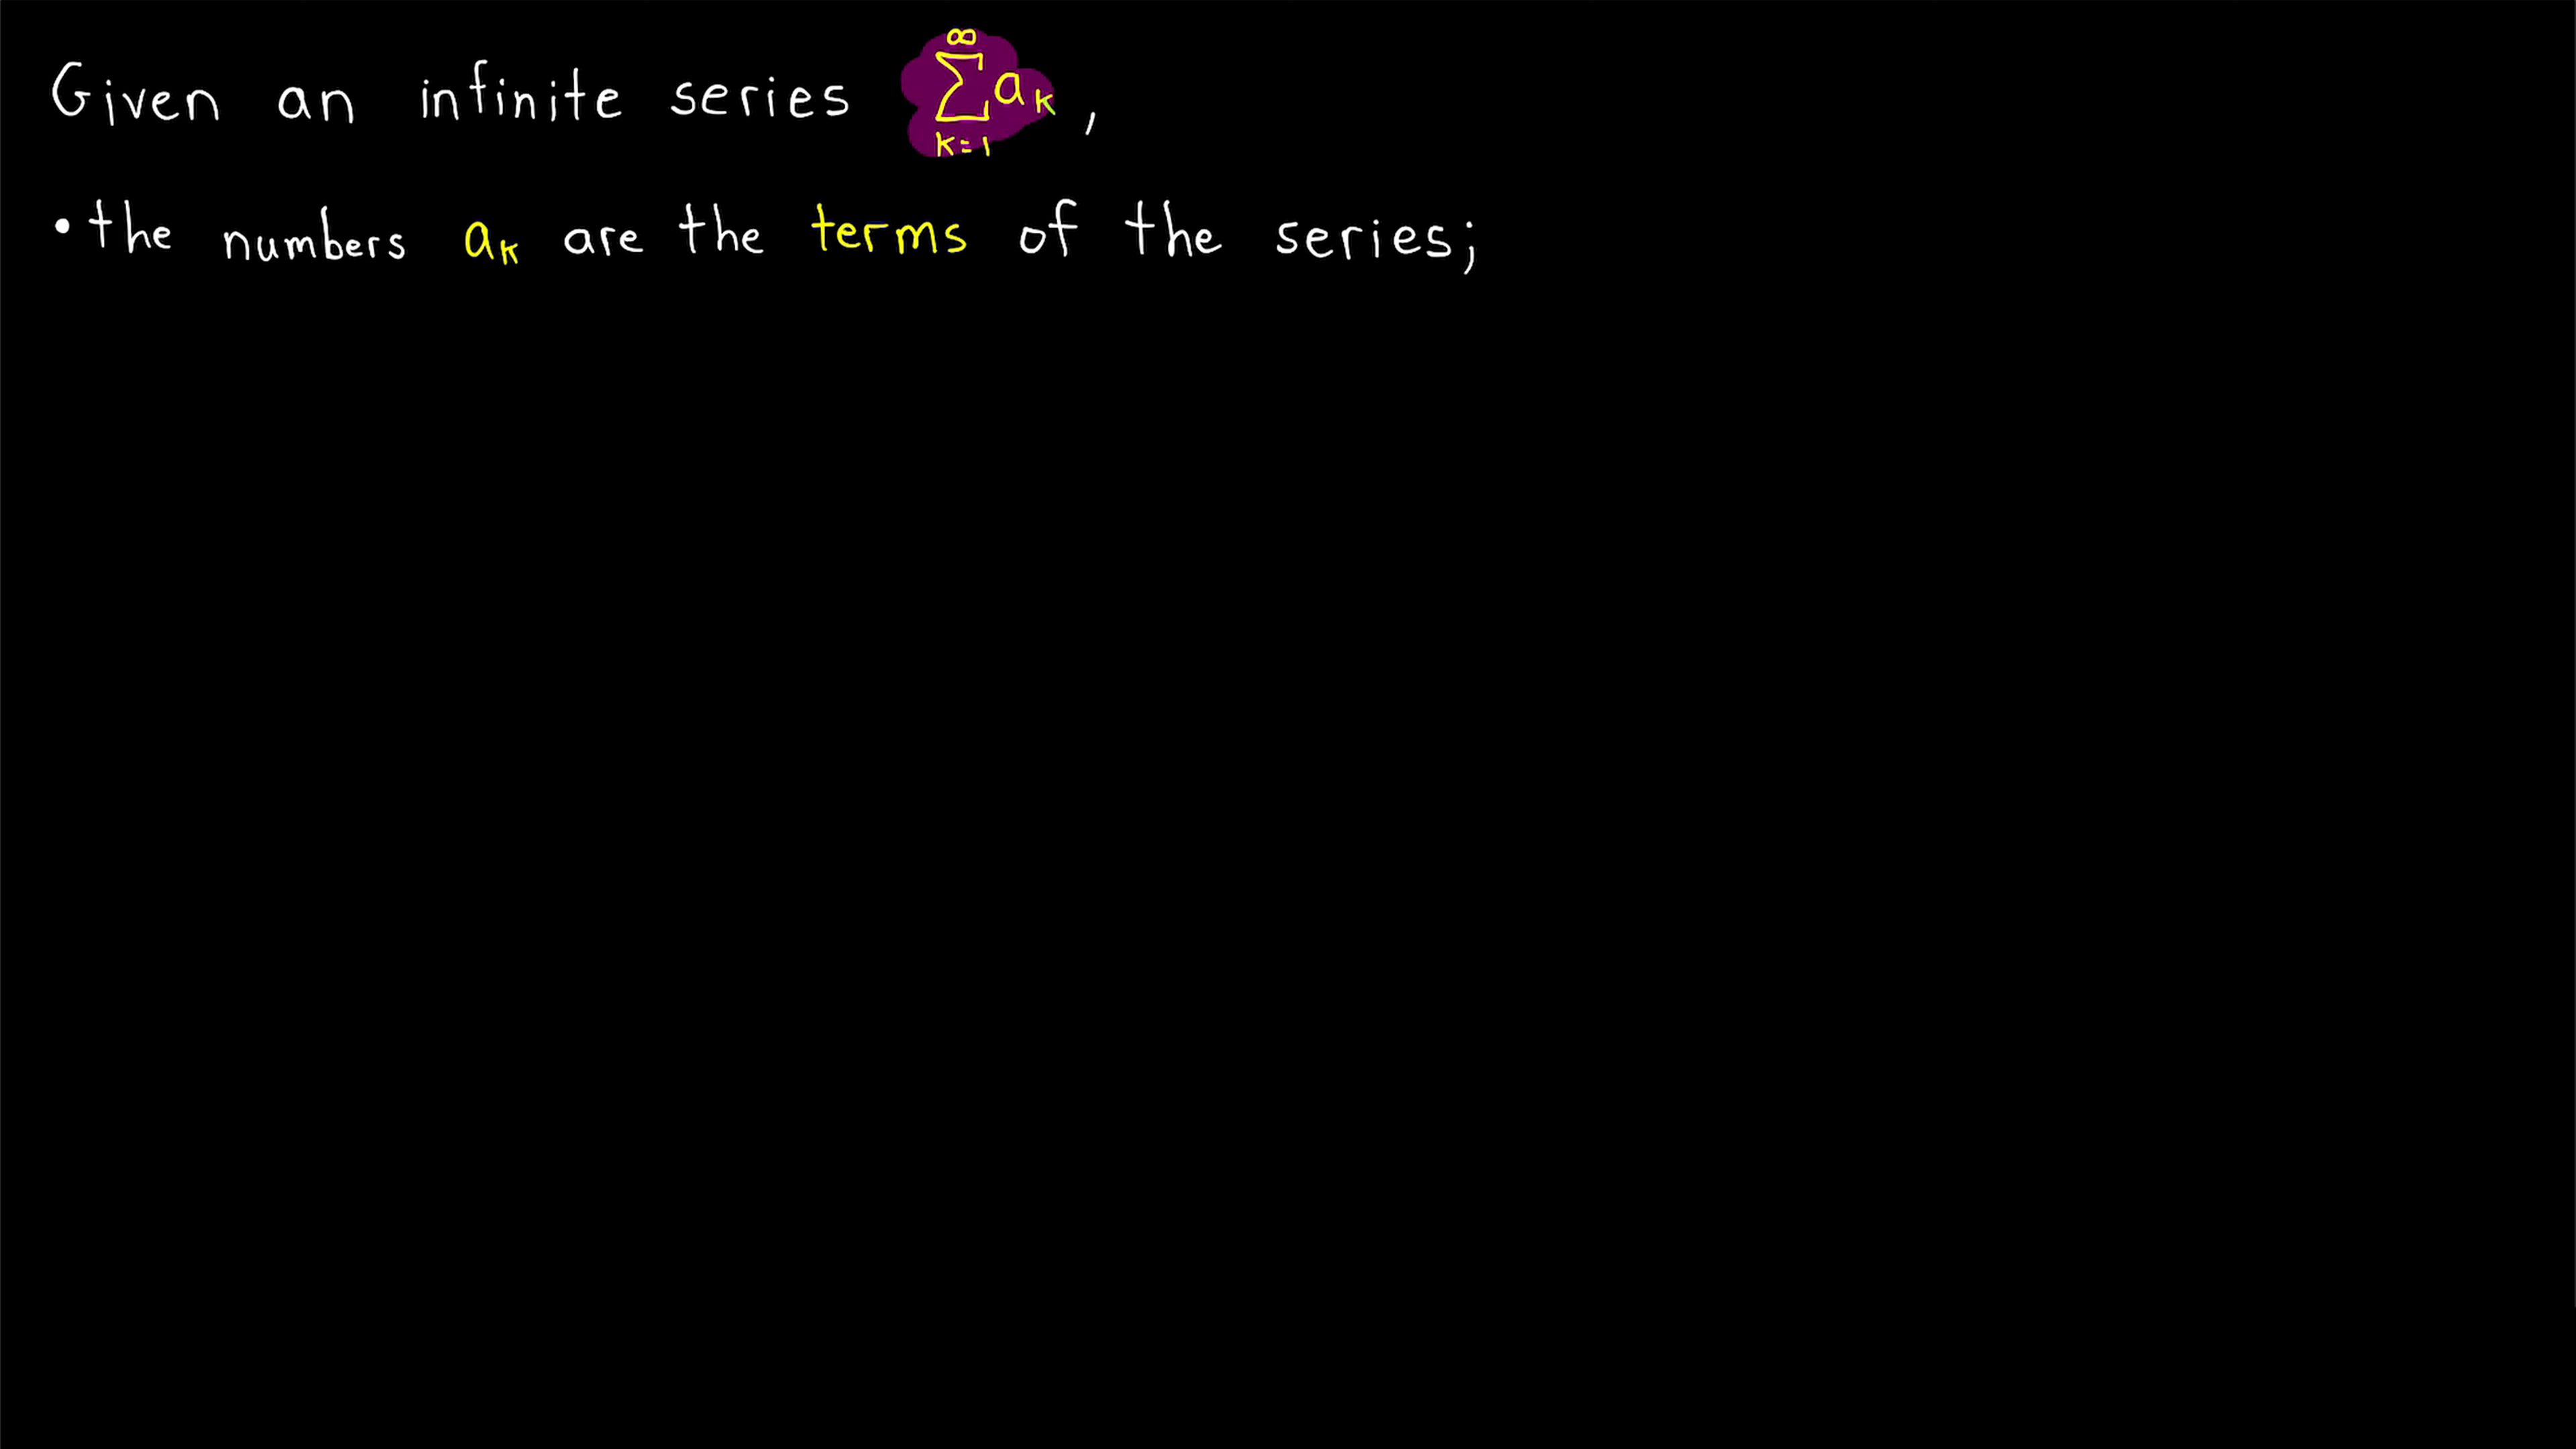 Given an infinite series ∑_{k=1}^{∞} a_k ,
• the numbers a_k are the terms of the series;